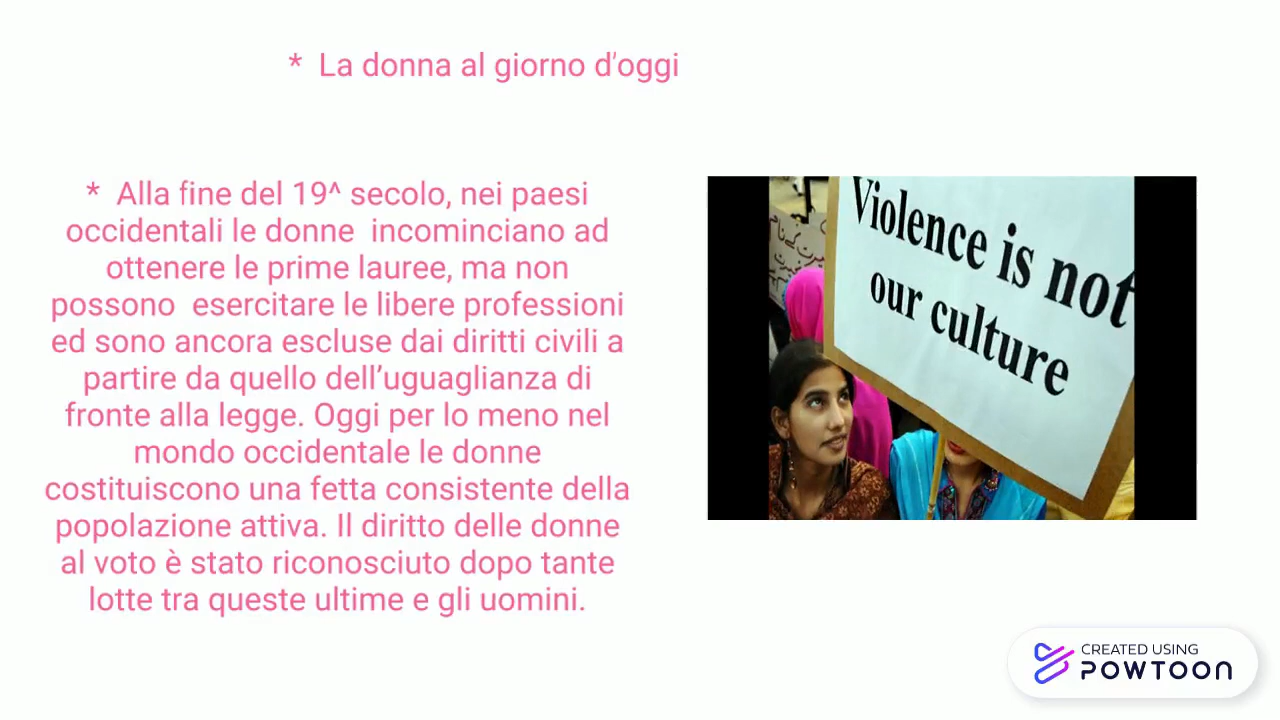 * La donna al giorno d'oggi
* Alla fine del 19^ secolo, nei paesi
occidentali le donne incominciano ad
ottenere le prime lauree, ma non
possono esercitare le libere professioni
ed sono ancora escluse dai diritti civili a
partire da quello dell'uguaglianza di
fronte alla legge. Oggi per lo meno nel
mondo occidentale le donne
costituiscono una fetta consistente della
popolazione attiva. Il diritto delle donne
al voto è stato riconosciuto dopo tante
lotte tra queste ultime e gli uomini.
Violence is not
our culture
CREATED USING
POWTOON